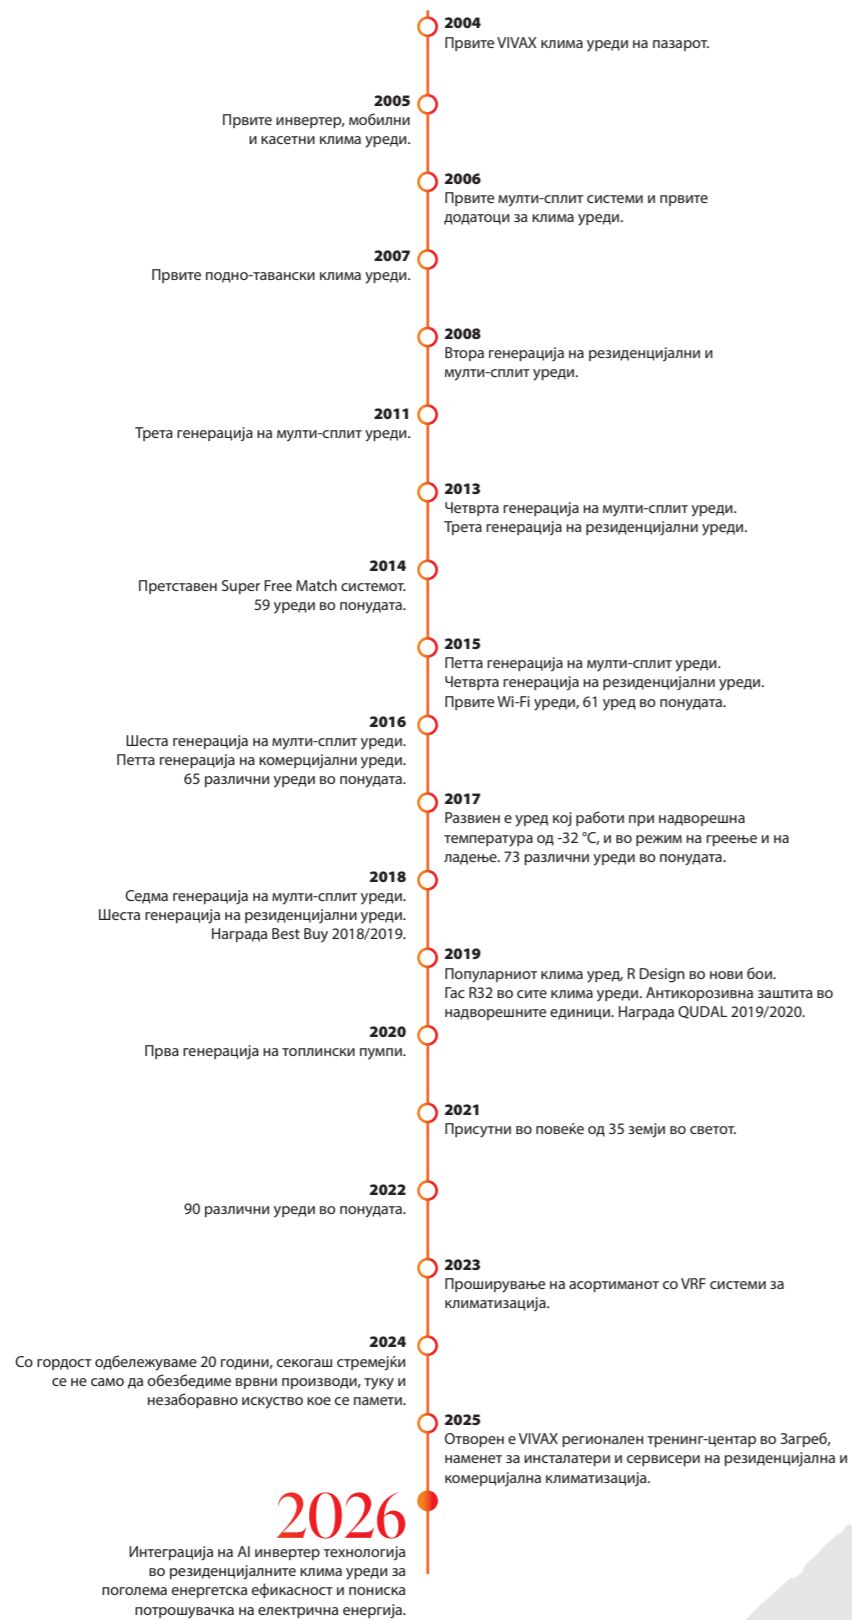 2004
Првите VIVAX клима уреди на пазарот.
2005
Првите инвертер, мобилни
и касетни клима уреди.
2006
Првите мулти-сплит системи и првите
додатоци за клима уреди.
2007
Првите подно-тавански клима уреди.
2008
Втора генерација на резиденцијални и
мулти-сплит уреди.
2011
Трета генерација на мулти-сплит уреди.
2013
Четврта генерација на мулти-сплит уреди.
Трета генерација на резиденцијални уреди.
2014
Претставен Super Free Match системот.
59 уреди во понудата.
2015
Петта генерација на мулти-сплит уреди.
Четврта генерација на резиденцијални уреди.
Првите Wi-Fi уреди, 61 уред во понудата.
2016
Шеста генерација на мулти-сплит уреди.
Петта генерација на комерцијални уреди.
65 различни уреди во понудата.
2017
Развиен е уред кој работи при надворешна
температура од -32 °C, и во режим на греење и на
ладење. 73 различни уреди во понудата.
2018
Седма генерација на мулти-сплит уреди.
Шеста генерација на резиденцијални уреди.
Награда Best Buy 2018/2019.
2019
Популарниот клима уред, R Design во нови бои.
Гас R32 во сите клима уреди. Антикорозивна заштита во
надворешните единици. Награда QUDAL 2019/2020.
2020
Прва генерација на топлински пумпи.
2021
Присутни во повеќе од 35 земји во светот.
2022
90 различни уреди во понудата.
2023
Проширување на асортиманот со VRF системи за
климатизација.
2024
Со гордост одбележуваме 20 години, секогаш стремејќи
се не само да обезбедиме врвни производи, туку и
незаборавно искуство кое се памети.
2025
Отворен е VIVAX регионален тренинг-центар во Загреб,
наменет за инсталатери и сервисери на резиденцијална и
комерцијална климатизација.
2026
Интеграција на AI инвертер технологија
во резиденцијалните клима уреди за
поголема енергетска ефикасност и пониска
потрошувачка на електрична енергија.